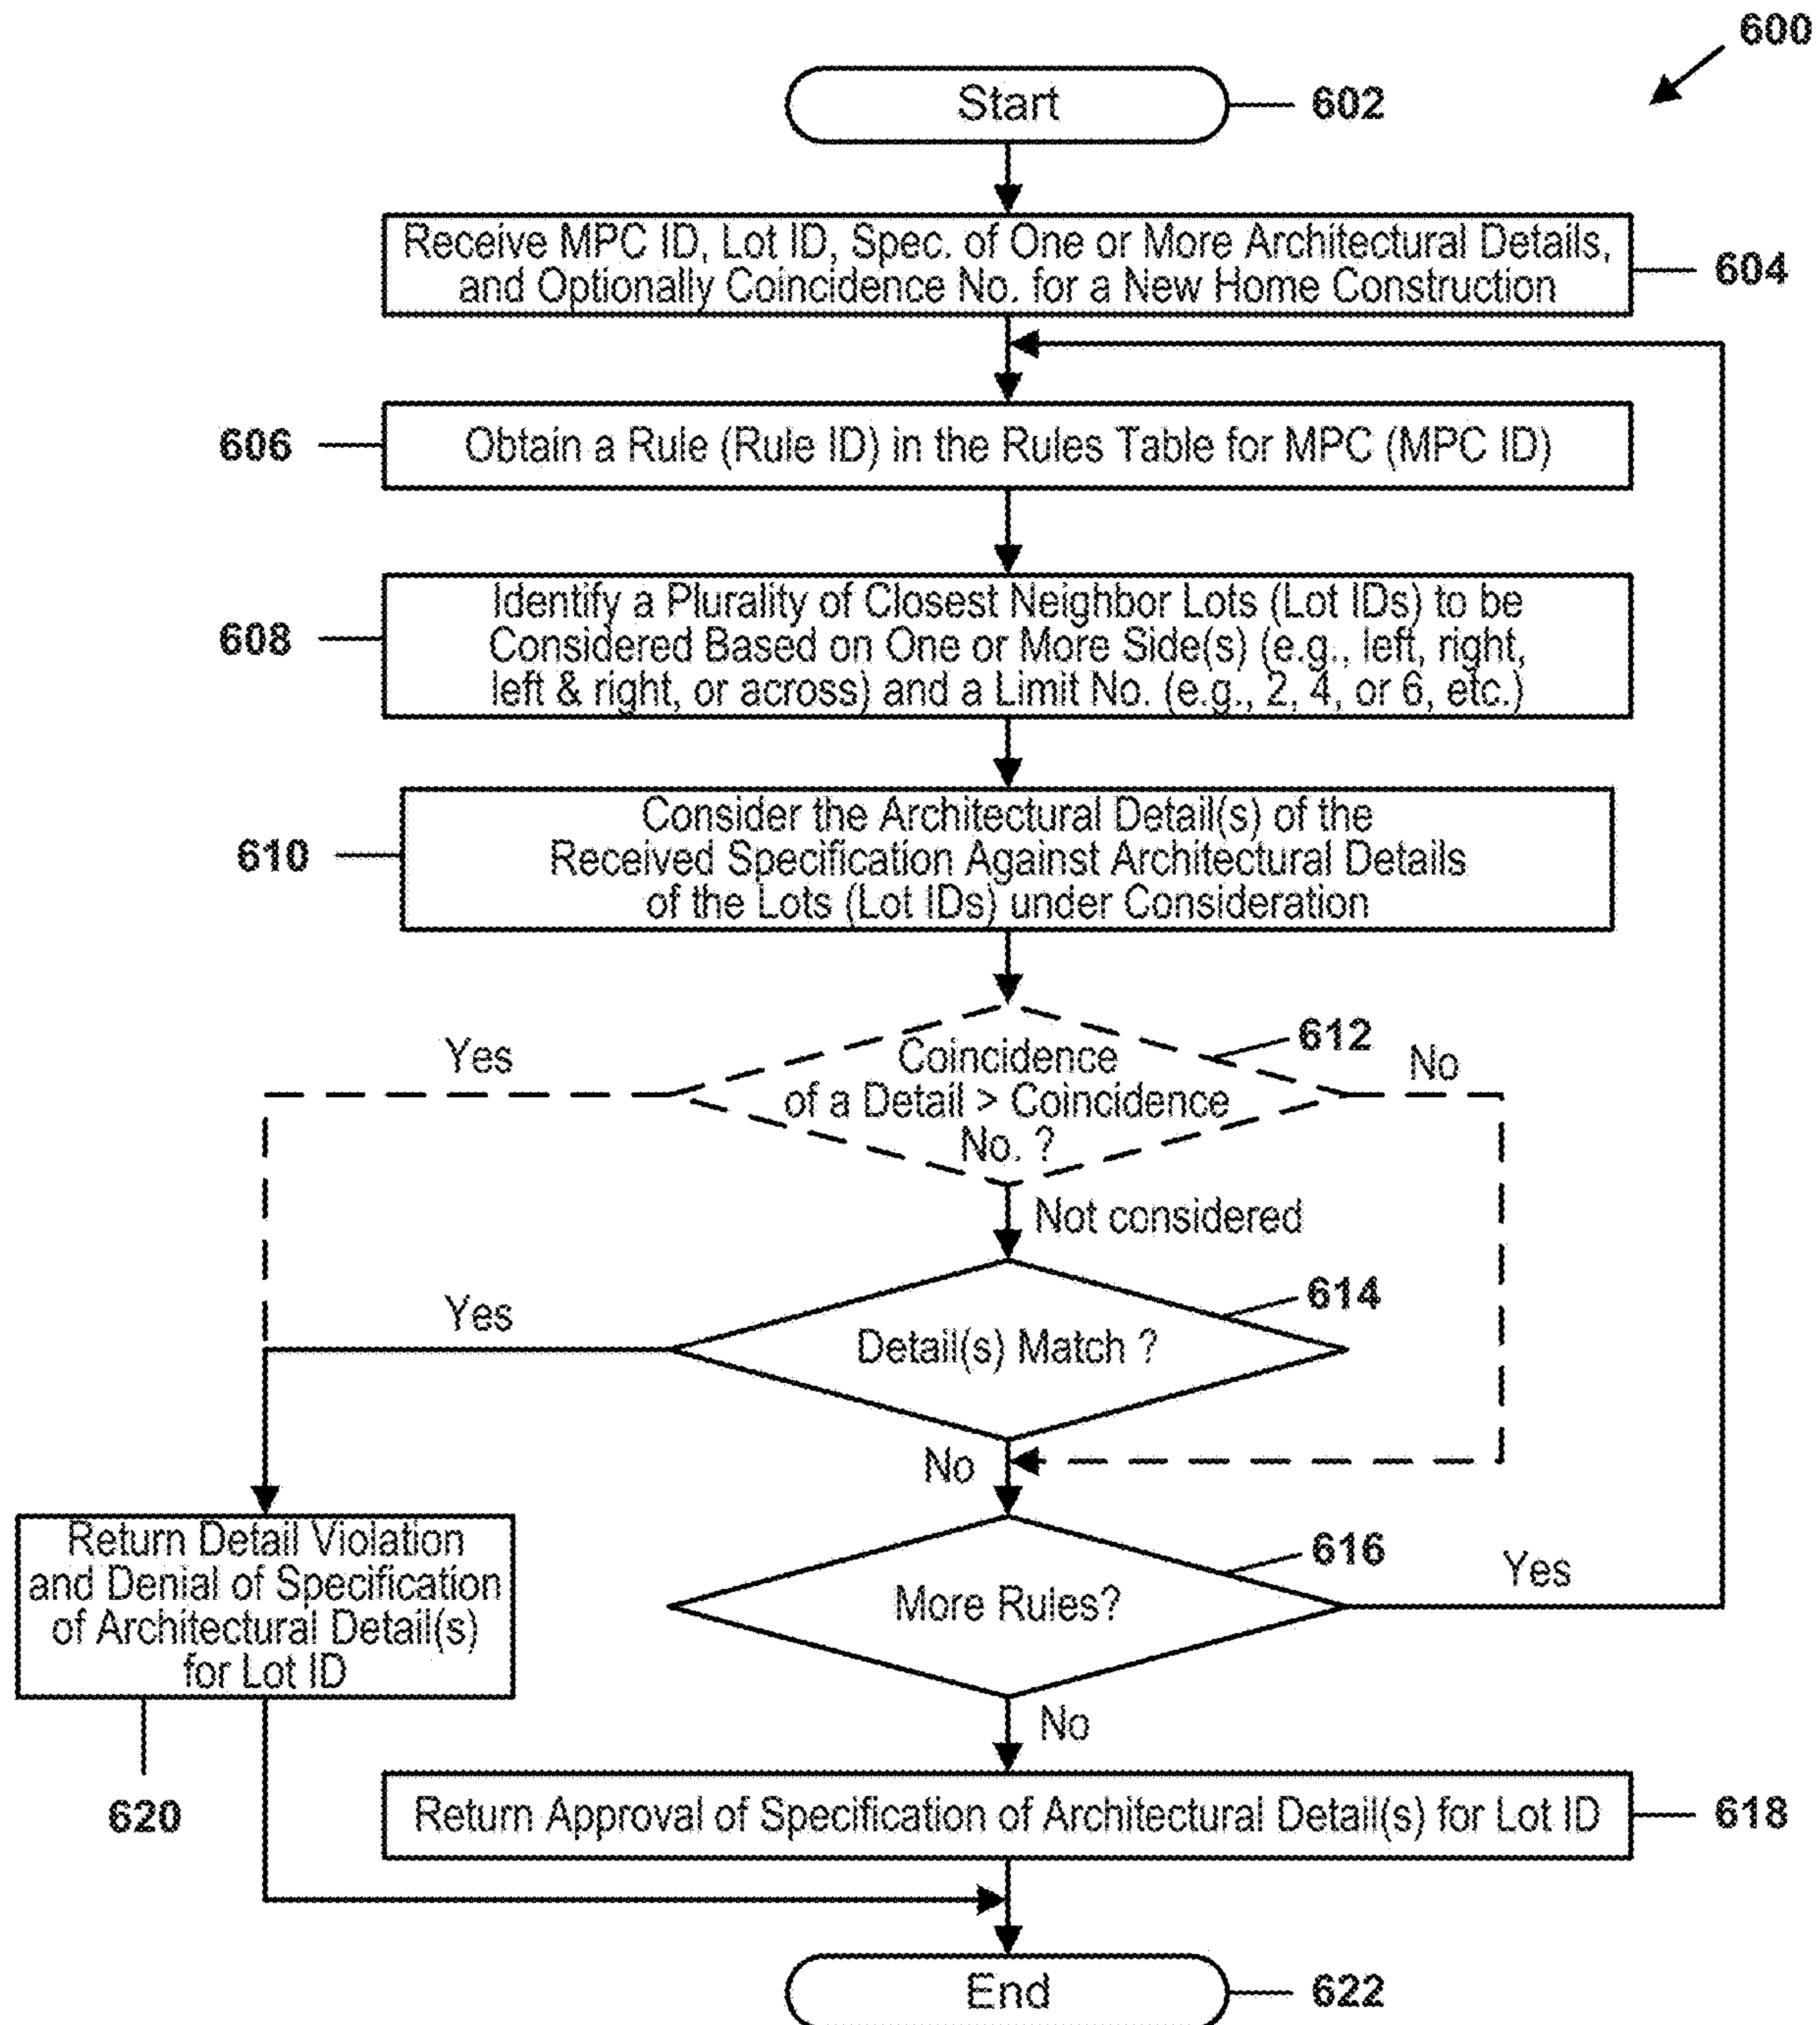 600
Start
602
Receive MPC ID, Lot ID, Spec. of One or More Architectural Details,
and Optionally Coincidence No. for a New Home Construction
604
606
Obtain a Rule (Rule ID) in the Rules Table for MPC (MPC ID)
608
Identify a Plurality of Closest Neighbor Lots (Lot IDs) to be
Considered Based on One or More Side(s) (e.g., left, right,
left & right, or across) and a Limit No. (e.g., 2, 4, or 6, etc.)
610
Consider the Architectural Detail(s) of the
Received Specification Against Architectural Details
of the Lots (Lot IDs) under Consideration
612
Yes
Coincidence
of a Detail > Coincidence
No. ?
No
Not considered
614
Yes
Detail(s) Match ?
No
Return Detail Violation
and Denial of Specification
of Architectural Detail(s)
for Lot ID
620
616
More Rules?
Yes
No
Return Approval of Specification of Architectural Detail(s) for Lot ID
618
End
622